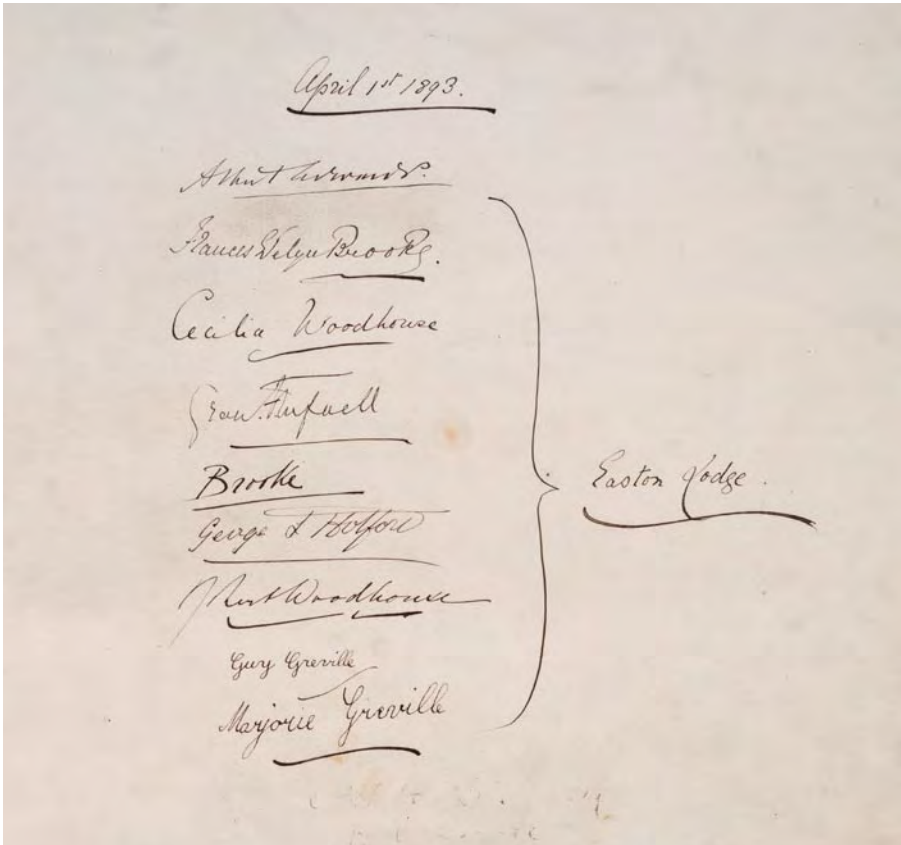 April 1st 1893.
Albert Edward P.
Frances Evelyn Brooke.
Cecilia Woodhouse
Tufnell
Brooke
George L Holford
Woodhouse
Guy Greville
Marjorie Greville
Easton Lodge.